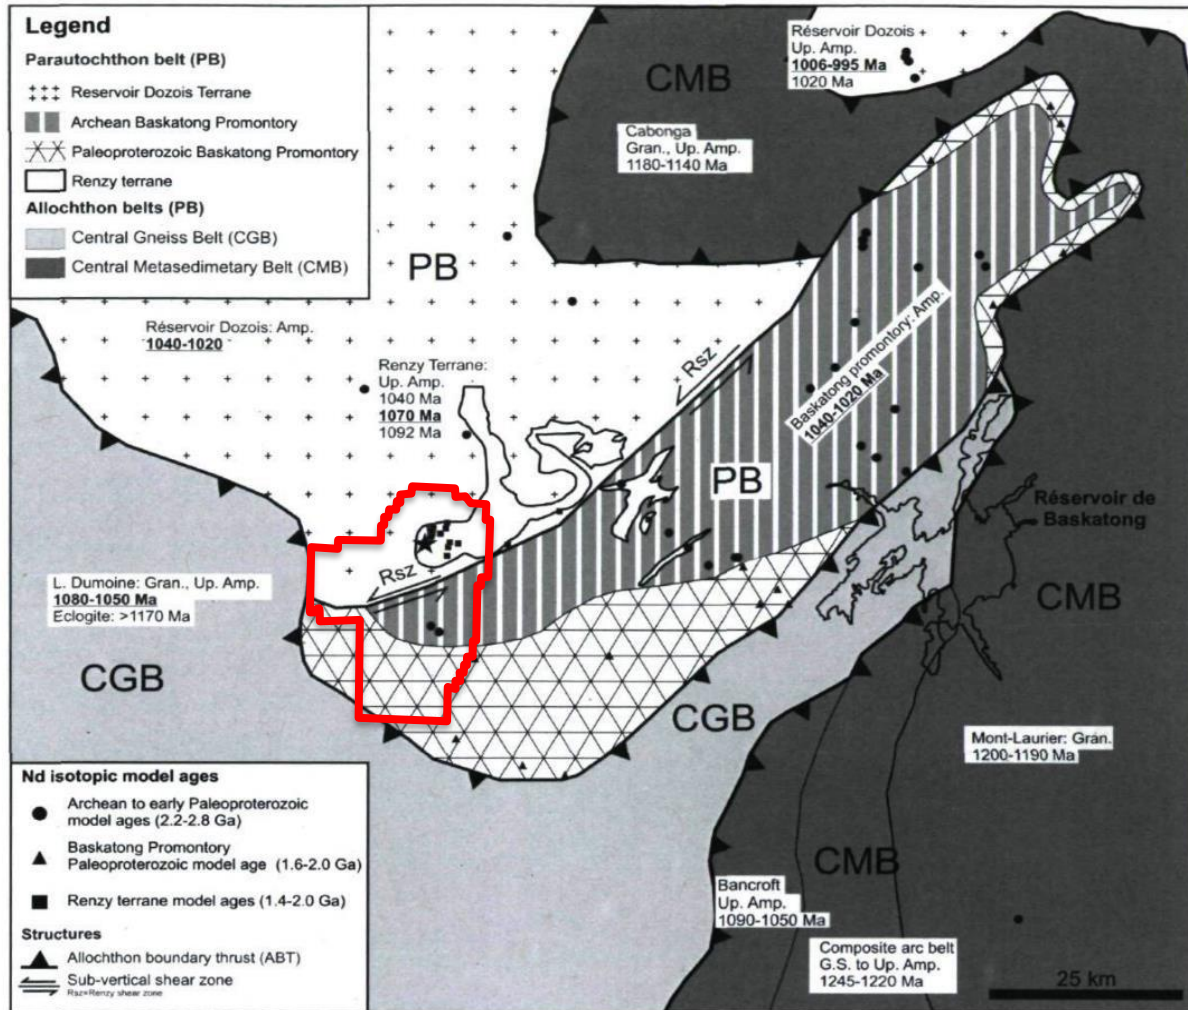 Legend
Parautochthon belt (PB)
Reservoir Dozois Terrane
Archean Baskatong Promontory
Paleoproterozoic Baskatong Promontory
Renzy terrane
Allochthon belts (PB)
Central Gneiss Belt (CGB)
Central Metasedimetary Belt (CMB)
Réservoir Dozois
Up. Amp.
1006-995 Ma
1020 Ma
CMB
Cabonga
Gran., Up. Amp.
1180-1140 Ma
PB
Réservoir Dozois: Amp.
1040-1020
Renzy Terrane:
Up. Amp.
1040 Ma
1070 Ma
1092 Ma
Rsz
Baskatong promontory: Amp.
1040-1020 Ma
PB
Réservoir de
Baskatong
Rsz
L. Dumoine: Gran., Up. Amp.
1080-1050 Ma
Eclogite: >1170 Ma
CGB
CMB
CGB
Mont-Laurier: Gran.
1200-1190 Ma
CMB
Bancroft
Up. Amp.
1090-1050 Ma
Composite arc belt
G.S. to Up. Amp.
1245-1220 Ma
25 km
Nd isotopic model ages
Archean to early Paleoproterozoic
model ages (2.2-2.8 Ga)
Baskatong Promontory
Paleoproterozoic model age (1.6-2.0 Ga)
Renzy terrane model ages (1.4-2.0 Ga)
Structures
Allochthon boundary thrust (ABT)
Sub-vertical shear zone
Rsz=Renzy shear zone